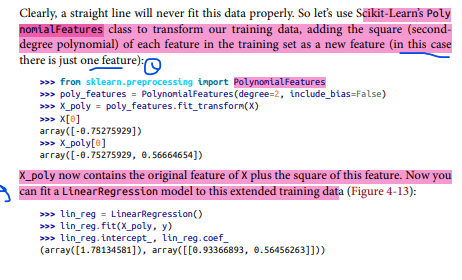 Clearly, a straight line will never fit this data properly. So let's use Scikit-Learn's Poly
nomialFeatures class to transform our training data, adding the square (second-
degree polynomial) of each feature in the training set as a new feature (in this case
there is just one feature):
>>> from sklearn.preprocessing import PolynomialFeatures
>>> poly_features = PolynomialFeatures(degree=2, include_bias=False)
>>> X_poly = poly_features.fit_transform(X)
>>> X[0]
array([-0.75275929])
>>> X_poly[0]
array([-0.75275929, 0.56664654])
X_poly now contains the original feature of X plus the square of this feature. Now you
can fit a LinearRegression model to this extended training data (Figure 4-13):
>>> lin_reg = LinearRegression()
>>> lin_reg.fit(X_poly, y)
>>> lin_reg.intercept_, lin_reg.coef_
(array([1.78134581]), array([[0.93366893, 0.56456263]]))